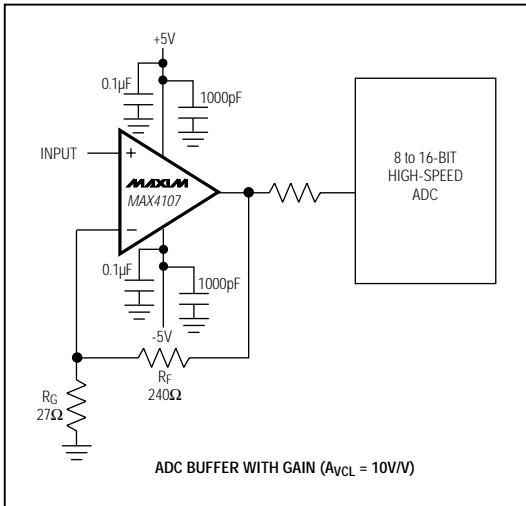 +5V
0.1µF
1000pF
INPUT
+
MAXIM
MAX4107
−
8 to 16-BIT
HIGH-SPEED
ADC
0.1µF
1000pF
-5V
RF
240Ω
RG
27Ω
ADC BUFFER WITH GAIN (AVCL = 10V/V)